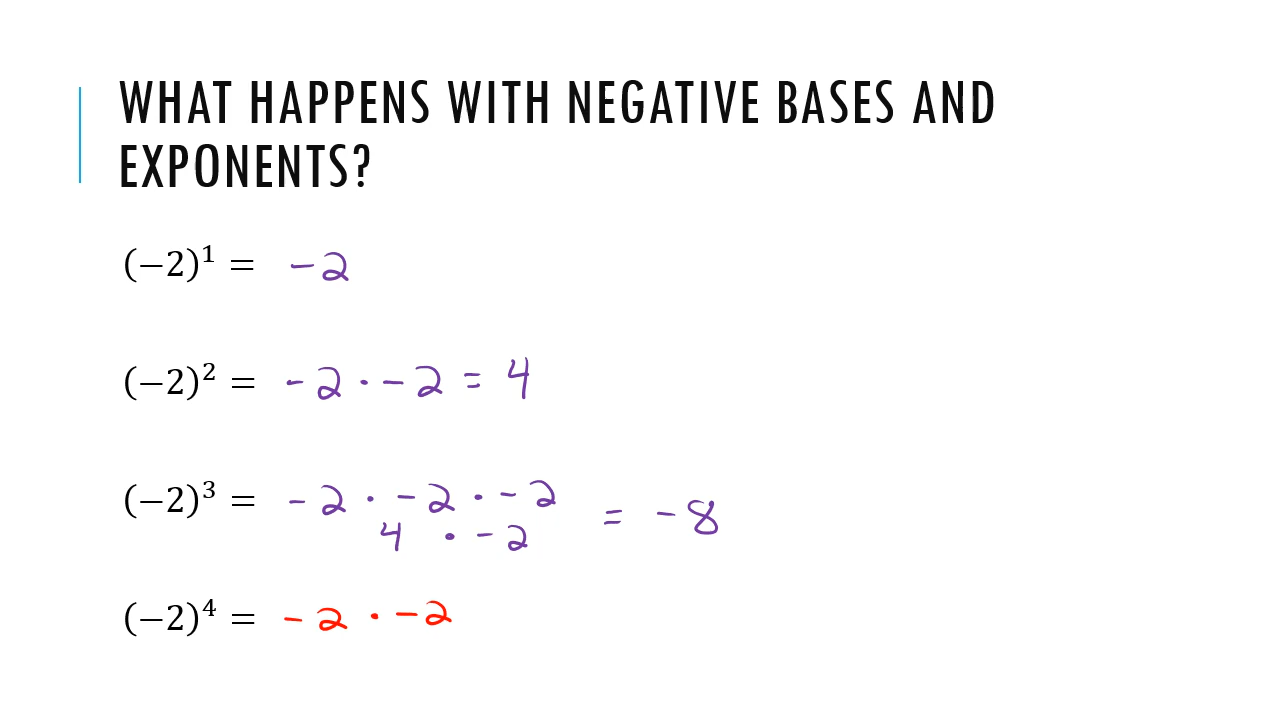 WHAT HAPPENS WITH NEGATIVE BASES AND
EXPONENTS?
(−2)¹ = -2
(−2)² = -2 · -2 = 4
(−2)³ = -2 · -2 · -2
4 · -2 = -8
(−2)⁴ = -2 · -2